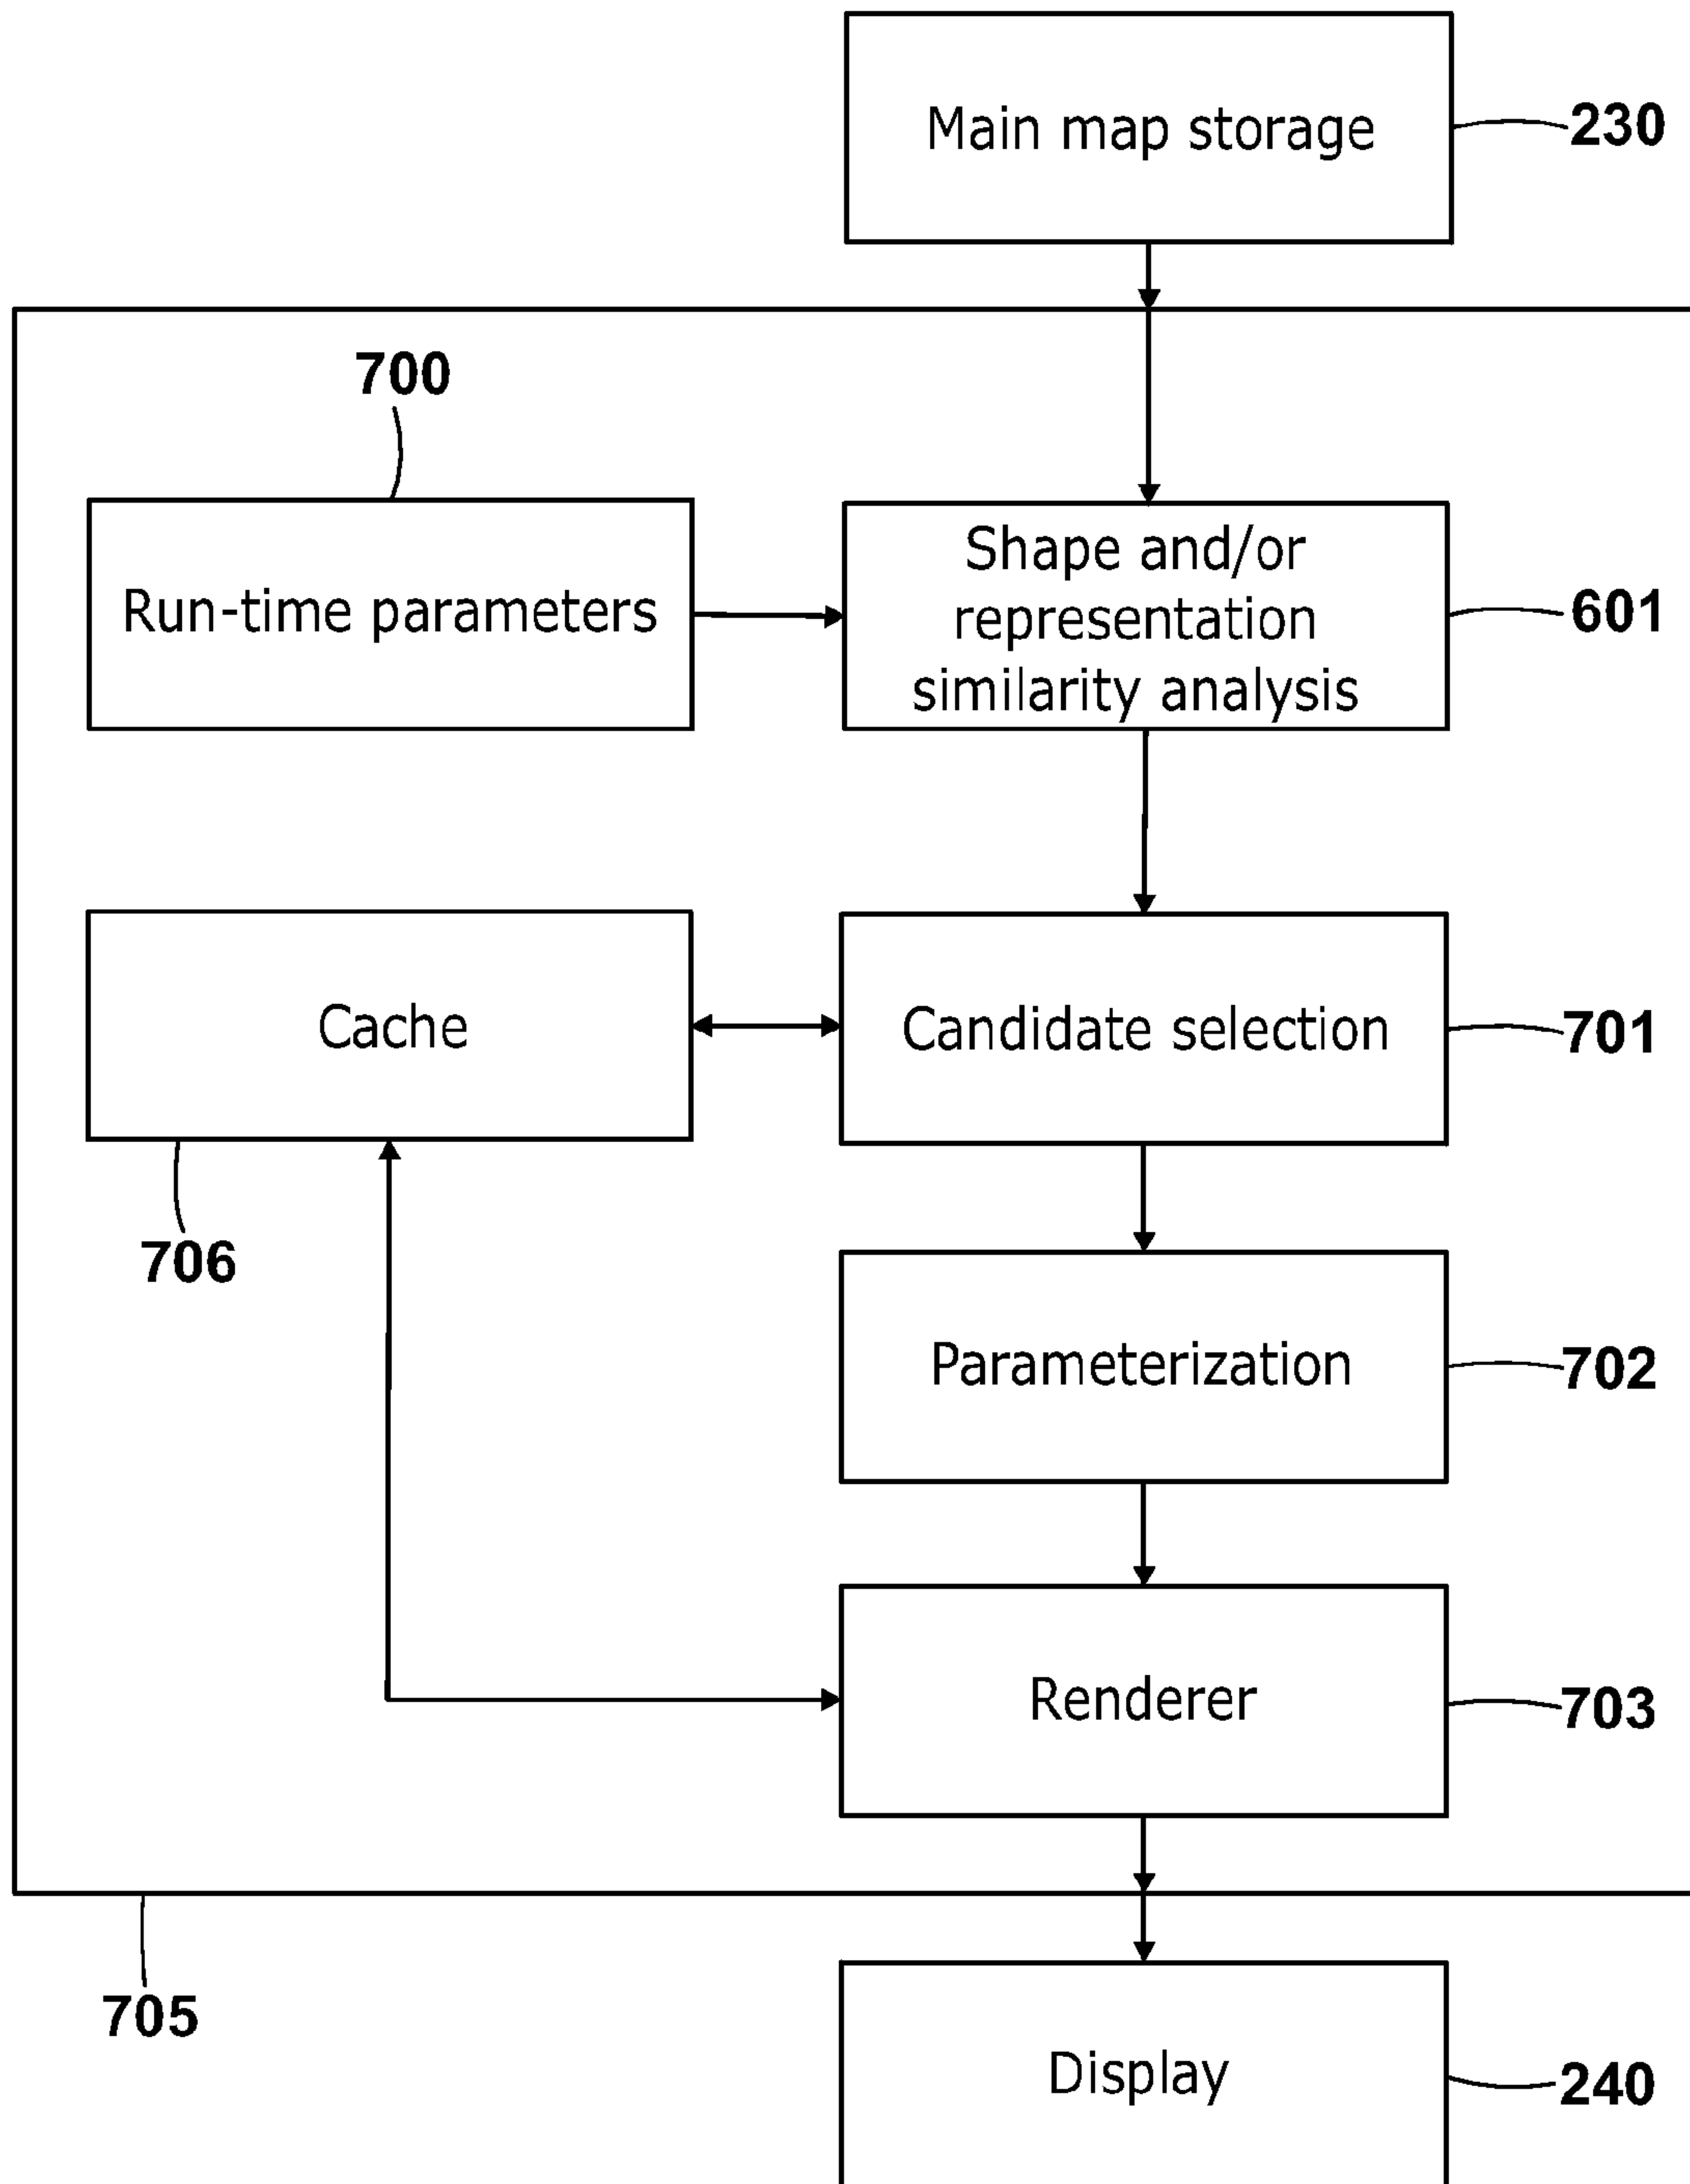 Main map storage
230
700
Run-time parameters
Shape and/or
representation
similarity analysis
601
Cache
Candidate selection
701
706
Parameterization
702
Renderer
703
705
Display
240